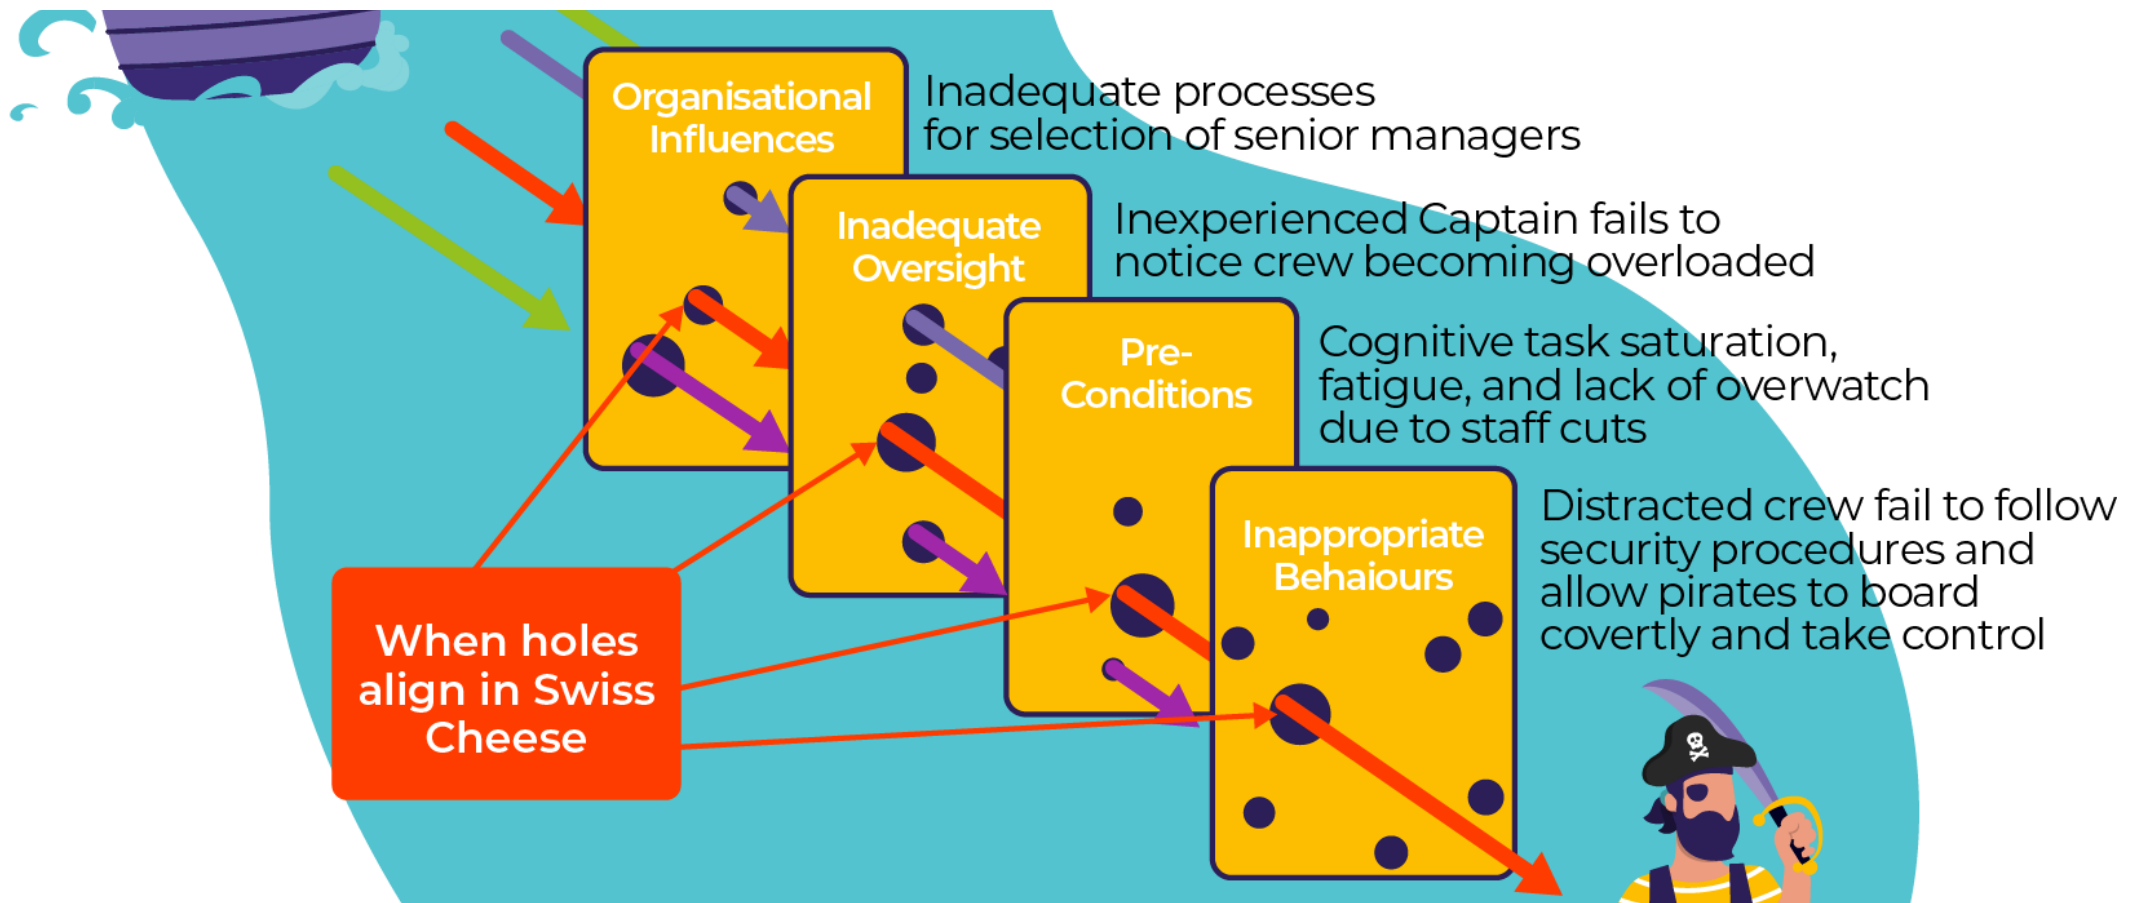 Organisational
Influences
Inadequate processes
for selection of senior managers
Inadequate
Oversight
Inexperienced Captain fails to
notice crew becoming overloaded
Pre-
Conditions
Cognitive task saturation,
fatigue, and lack of overwatch
due to staff cuts
Inappropriate
Behaiours
Distracted crew fail to follow
security procedures and
allow pirates to board
covertly and take control
When holes
align in Swiss
Cheese